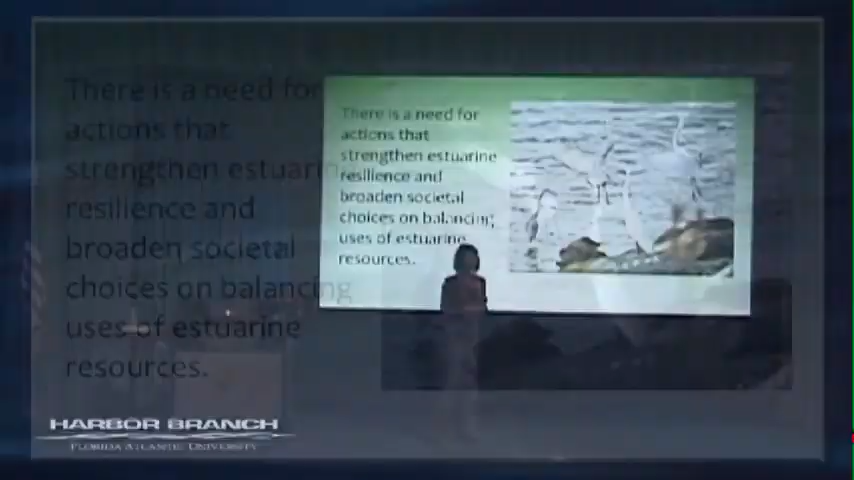 There is a need for
actions that
strengthen estuarine
resilience and
broaden societal
choices on balancing
uses of estuarine
resources.
There is a need for
actions that
strengthen estuarine
resilience and
broaden societal
choices on balancing
uses of estuarine
resources.
HARBOR BRANCH
FLORIDA ATLANTIC UNIVERSITY